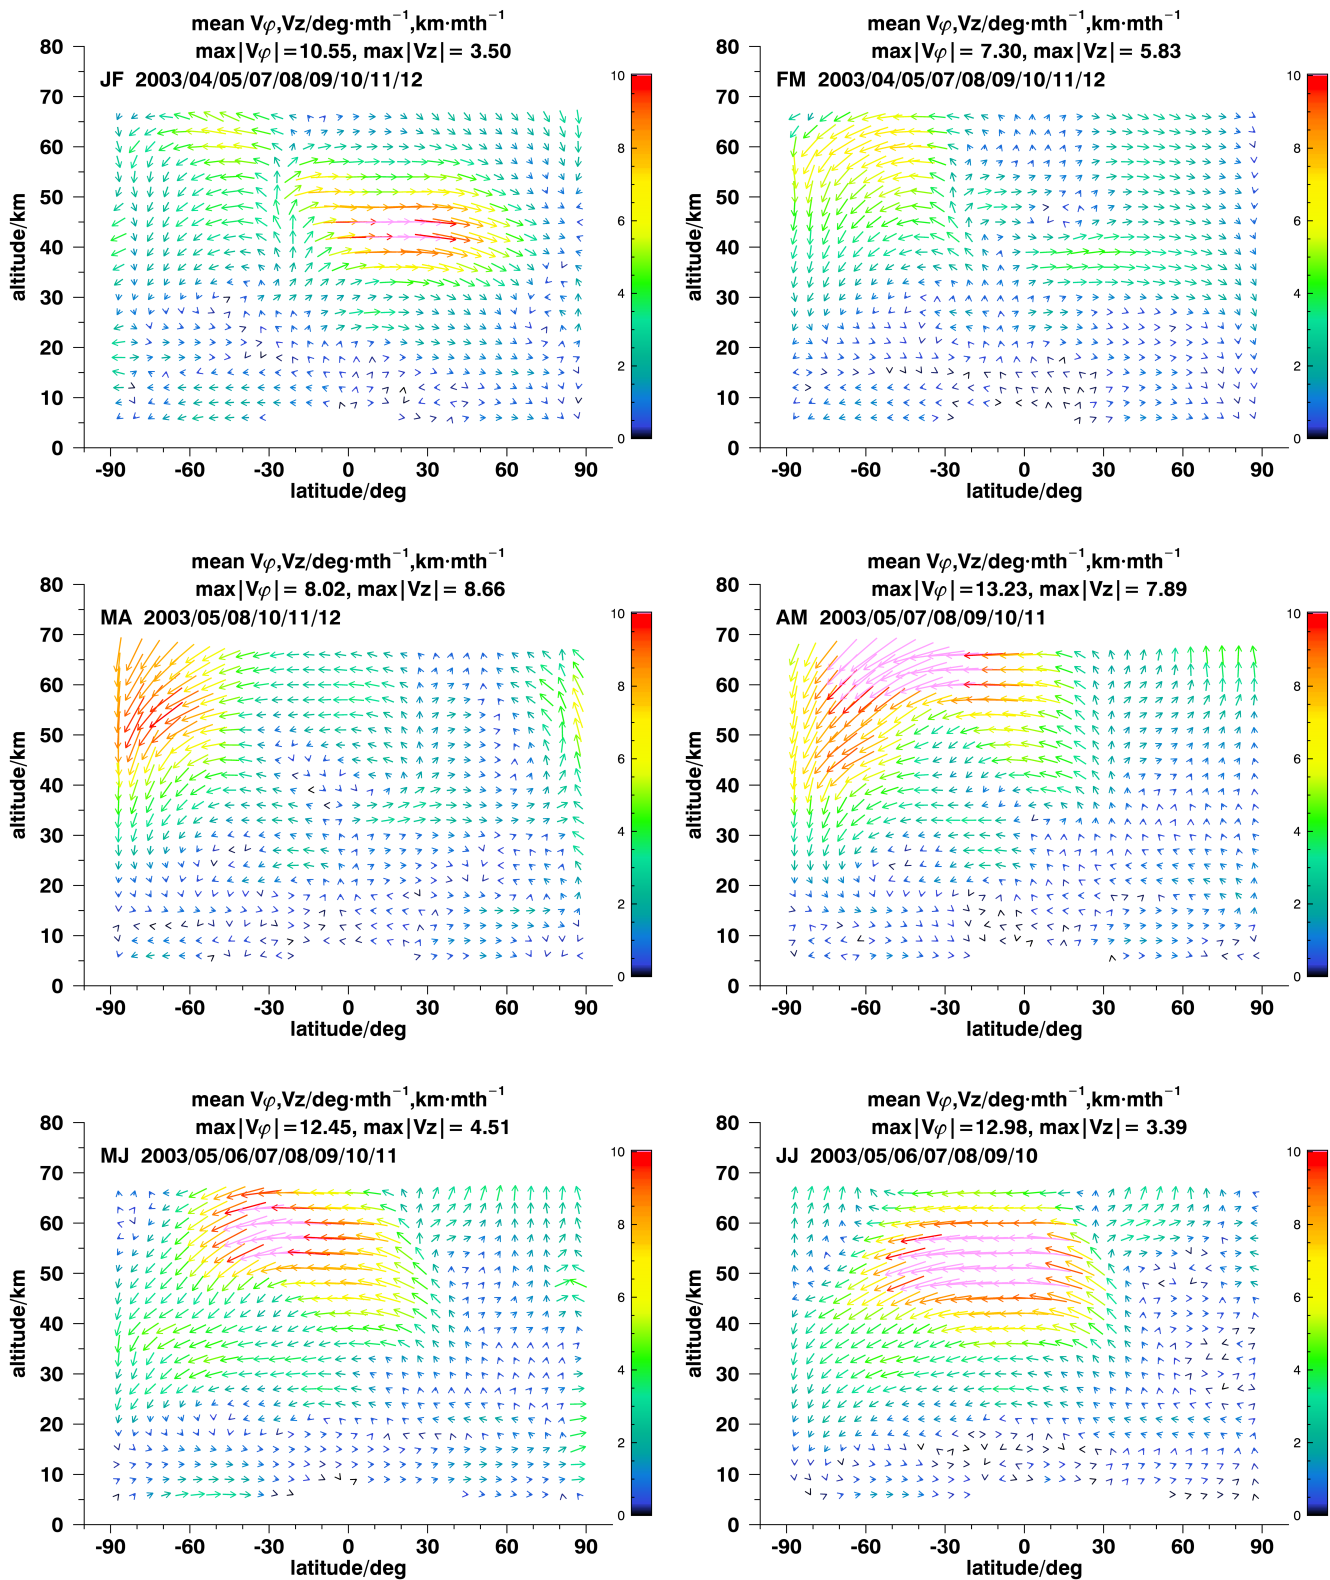 mean Vφ,Vz/deg·mth⁻¹,km·mth⁻¹
max|Vφ|=10.55, max|Vz|= 3.50
JF 2003/04/05/07/08/09/10/11/12
80
70
60
50
40
30
20
10
0
altitude/km
-90 -60 -30 0 30 60 90
latitude/deg
10
8
6
4
2
0
mean Vφ,Vz/deg·mth⁻¹,km·mth⁻¹
max|Vφ|= 7.30, max|Vz|= 5.83
FM 2003/04/05/07/08/09/10/11/12
80
70
60
50
40
30
20
10
0
altitude/km
-90 -60 -30 0 30 60 90
latitude/deg
10
8
6
4
2
0
mean Vφ,Vz/deg·mth⁻¹,km·mth⁻¹
max|Vφ|= 8.02, max|Vz|= 8.66
MA 2003/05/08/10/11/12
80
70
60
50
40
30
20
10
0
altitude/km
-90 -60 -30 0 30 60 90
latitude/deg
10
8
6
4
2
0
mean Vφ,Vz/deg·mth⁻¹,km·mth⁻¹
max|Vφ|=13.23, max|Vz|= 7.89
AM 2003/05/07/08/09/10/11
80
70
60
50
40
30
20
10
0
altitude/km
-90 -60 -30 0 30 60 90
latitude/deg
10
8
6
4
2
0
mean Vφ,Vz/deg·mth⁻¹,km·mth⁻¹
max|Vφ|=12.45, max|Vz|= 4.51
MJ 2003/05/06/07/08/09/10/11
80
70
60
50
40
30
20
10
0
altitude/km
-90 -60 -30 0 30 60 90
latitude/deg
10
8
6
4
2
0
mean Vφ,Vz/deg·mth⁻¹,km·mth⁻¹
max|Vφ|=12.98, max|Vz|= 3.39
JJ 2003/05/06/07/08/09/10
80
70
60
50
40
30
20
10
0
altitude/km
-90 -60 -30 0 30 60 90
latitude/deg
10
8
6
4
2
0